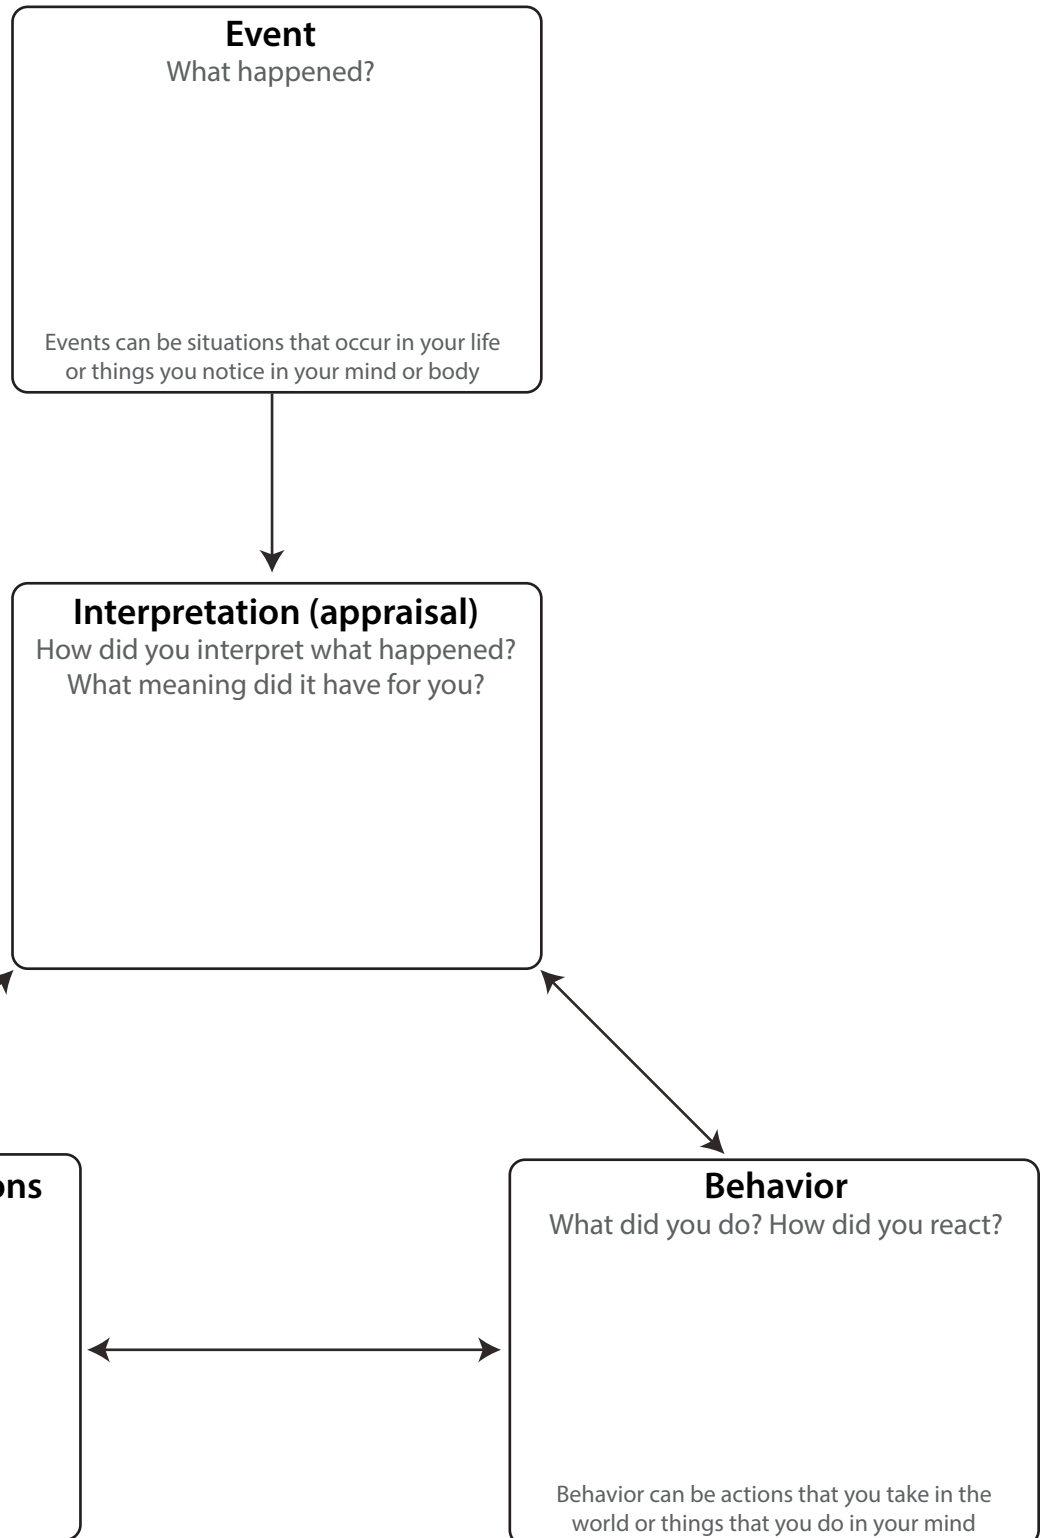 Event
What happened?
Events can be situations that occur in your life
or things you notice in your mind or body
Interpretation (appraisal)
How did you interpret what happened?
What meaning did it have for you?
ons
Behavior
What did you do? How did you react?
Behavior can be actions that you take in the
world or things that you do in your mind